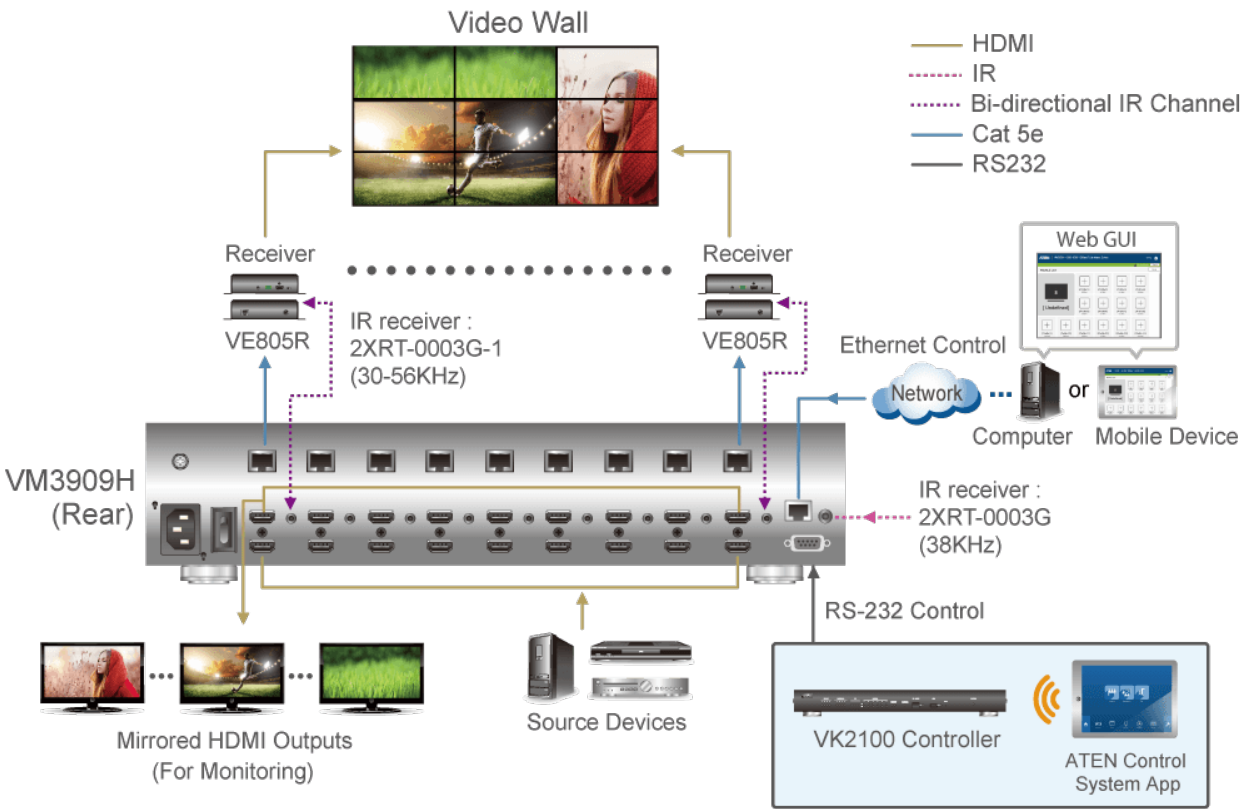 Video Wall
HDMI
IR
Bi-directional IR Channel
Cat 5e
RS232
Receiver
Receiver
VE805R
VE805R
IR receiver :
2XRT-0003G-1
(30-56KHz)
Web GUI
Ethernet Control
Network
or
Computer
Mobile Device
VM3909H
(Rear)
IR receiver :
2XRT-0003G
(38KHz)
RS-232 Control
Mirrored HDMI Outputs
(For Monitoring)
Source Devices
VK2100 Controller
ATEN Control
System App